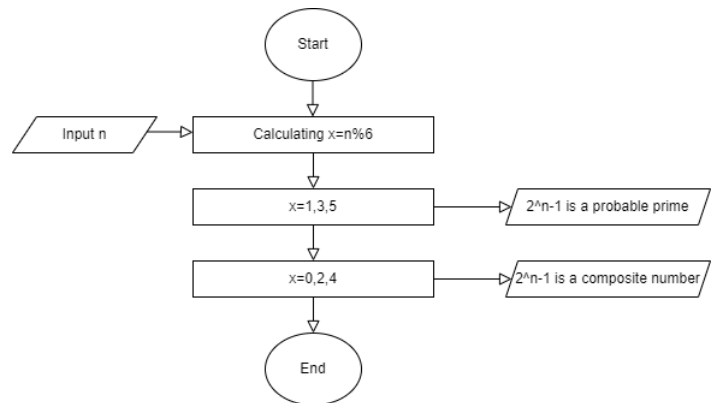 Start
Input n
Calculating x=n%6
x=1,3,5
2^n-1 is a probable prime
x=0,2,4
2^n-1 is a composite number
End